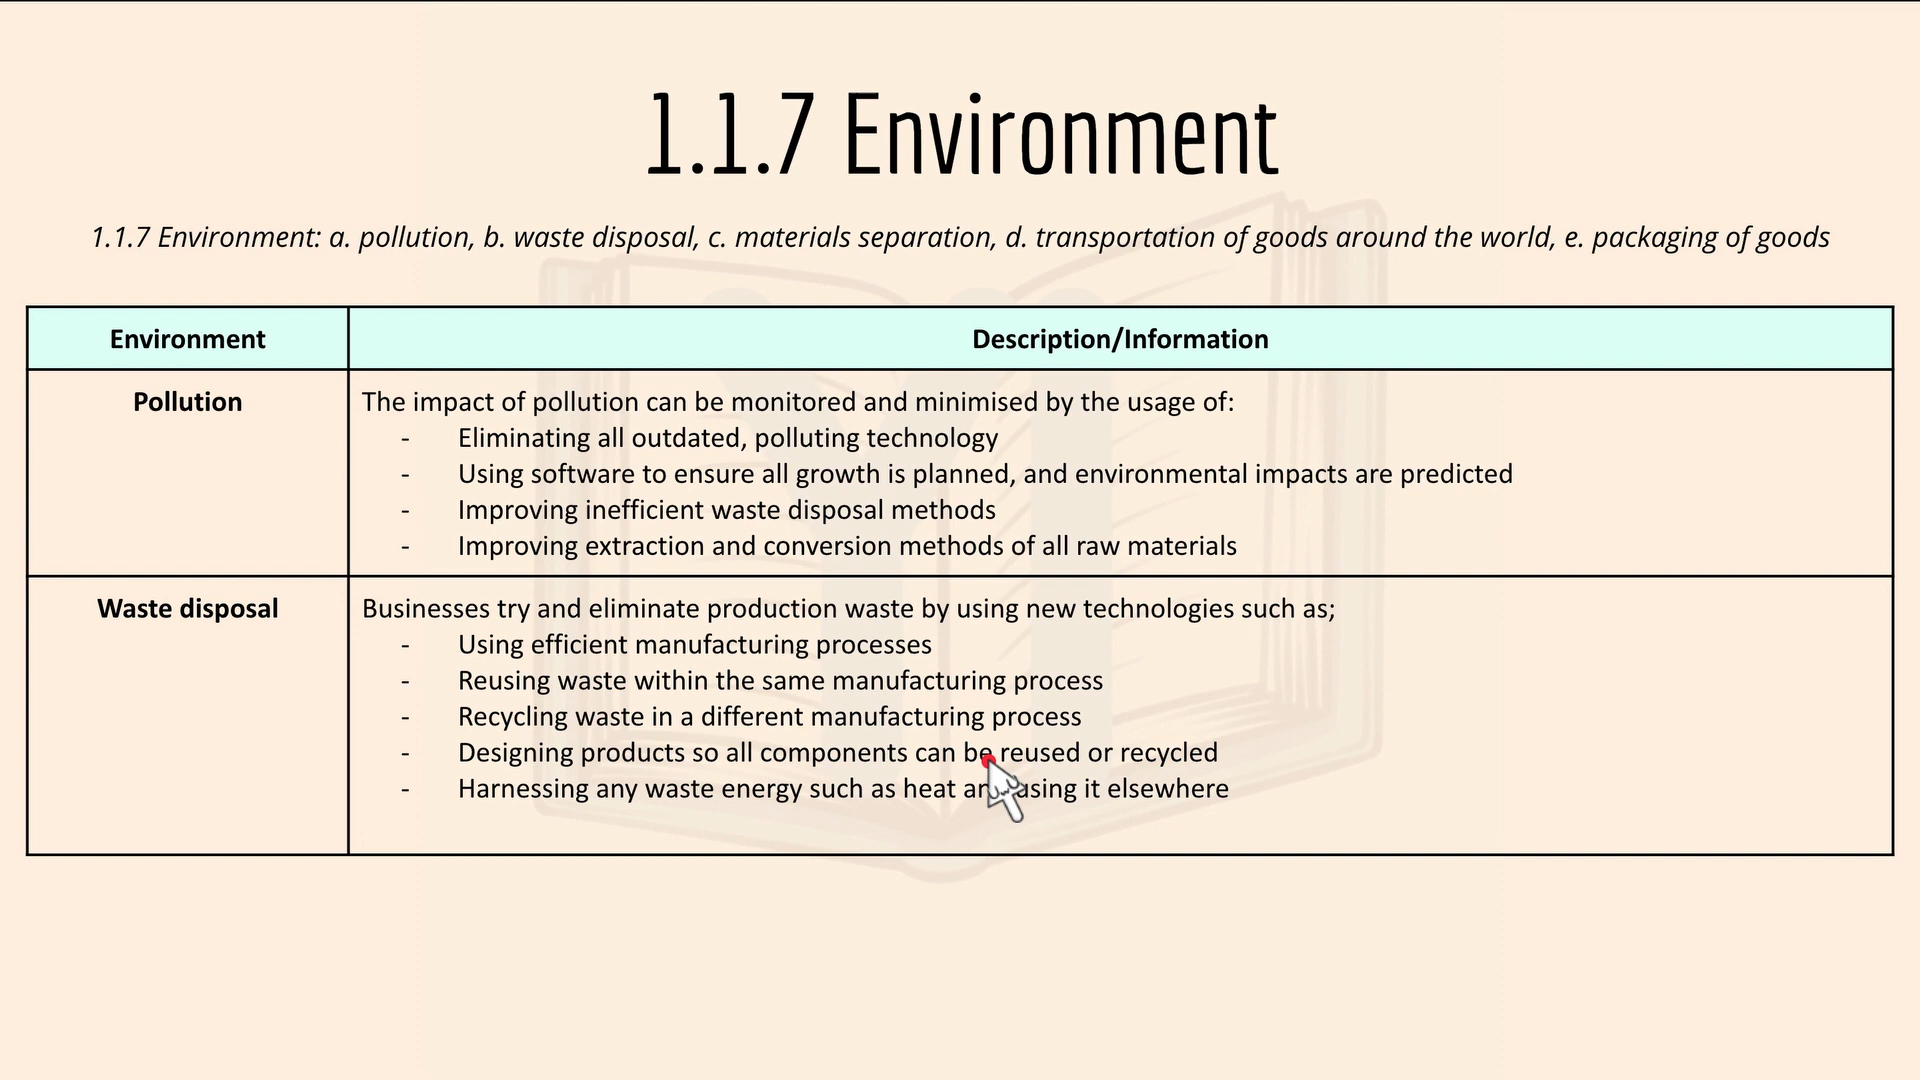 1.1.7 Environment
1.1.7 Environment: a. pollution, b. waste disposal, c. materials separation, d. transportation of goods around the world, e. packaging of goods
Environment
Description/Information
Pollution
The impact of pollution can be monitored and minimised by the usage of:
- Eliminating all outdated, polluting technology
- Using software to ensure all growth is planned, and environmental impacts are predicted
- Improving inefficient waste disposal methods
- Improving extraction and conversion methods of all raw materials
Waste disposal
Businesses try and eliminate production waste by using new technologies such as;
- Using efficient manufacturing processes
- Reusing waste within the same manufacturing process
- Recycling waste in a different manufacturing process
- Designing products so all components can be reused or recycled
- Harnessing any waste energy such as heat and using it elsewhere